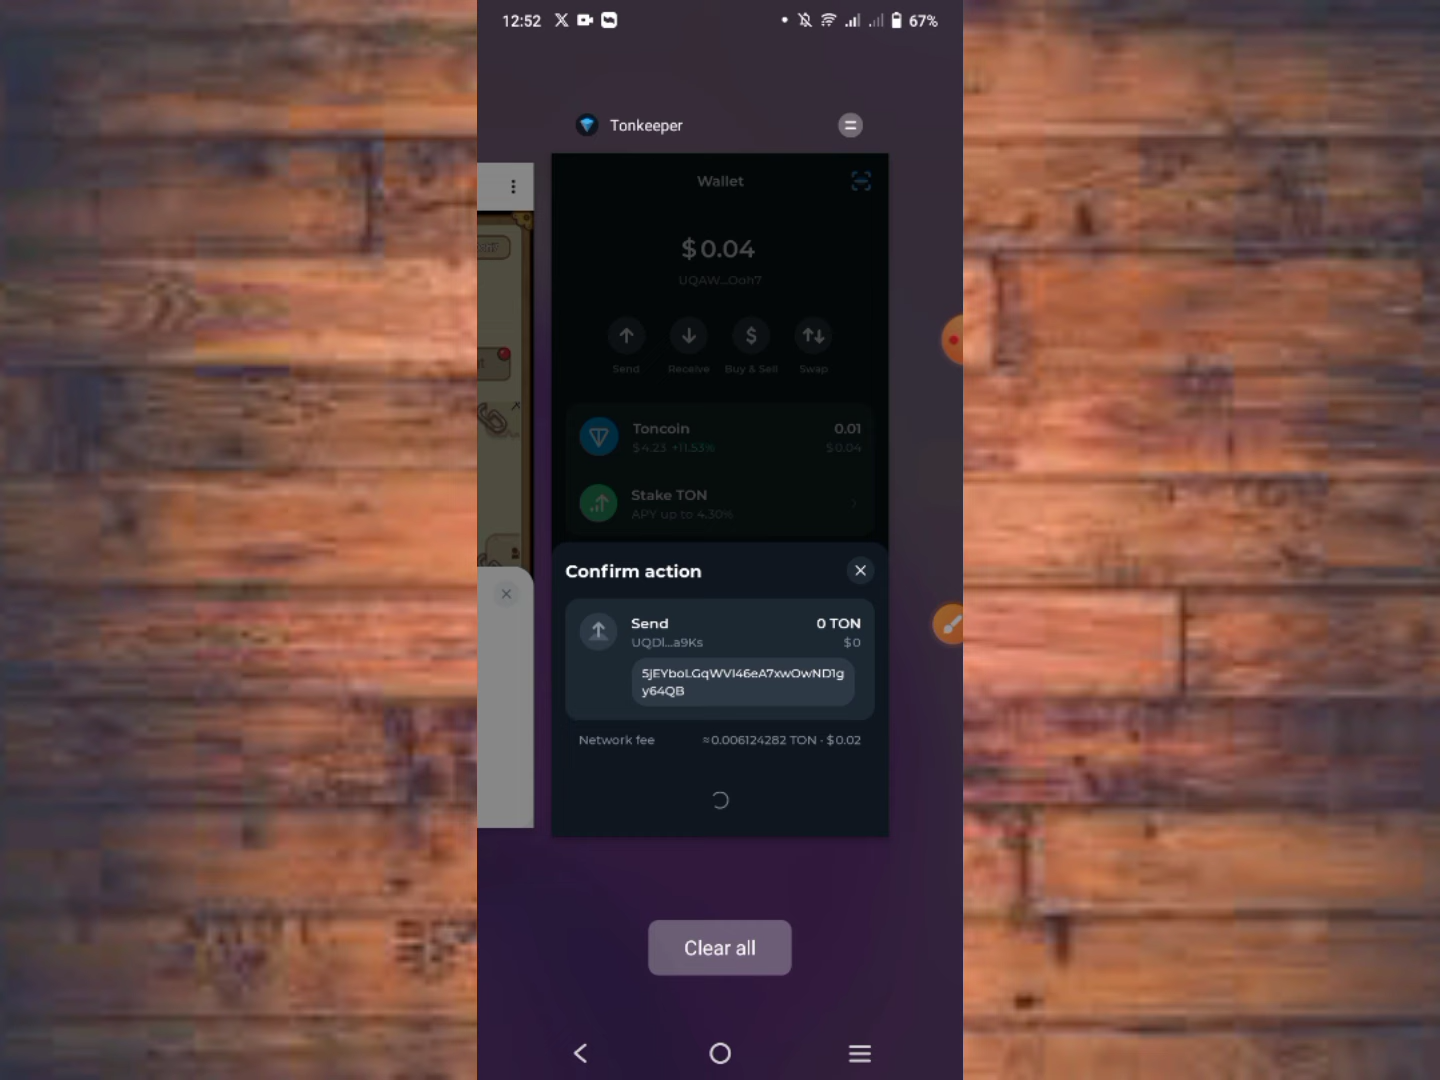 12:52
67%
Tonkeeper
Wallet
$0.04
UQAW...Ooh7
Send
Receive
Buy & Sell
Swap
Toncoin
0.01
$4.23 +11.53%
$0.04
Stake TON
APY up to 4.30%
Confirm action
Send
0 TON
UQDl...a9Ks
$0
5jEYboLGqWVI46eA7xwOwND1g
y64QB
Network fee
≈0.006124282 TON · $0.02
Clear all